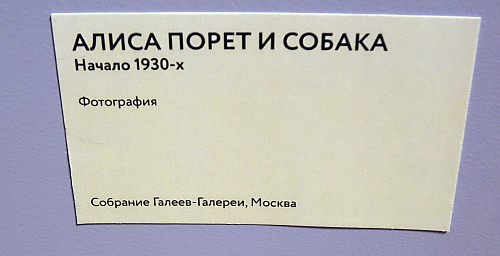 АЛИСА ПОРЕТ И СОБАКА
Начало 1930-х
Фотография
Собрание Галеев-Галереи, Москва